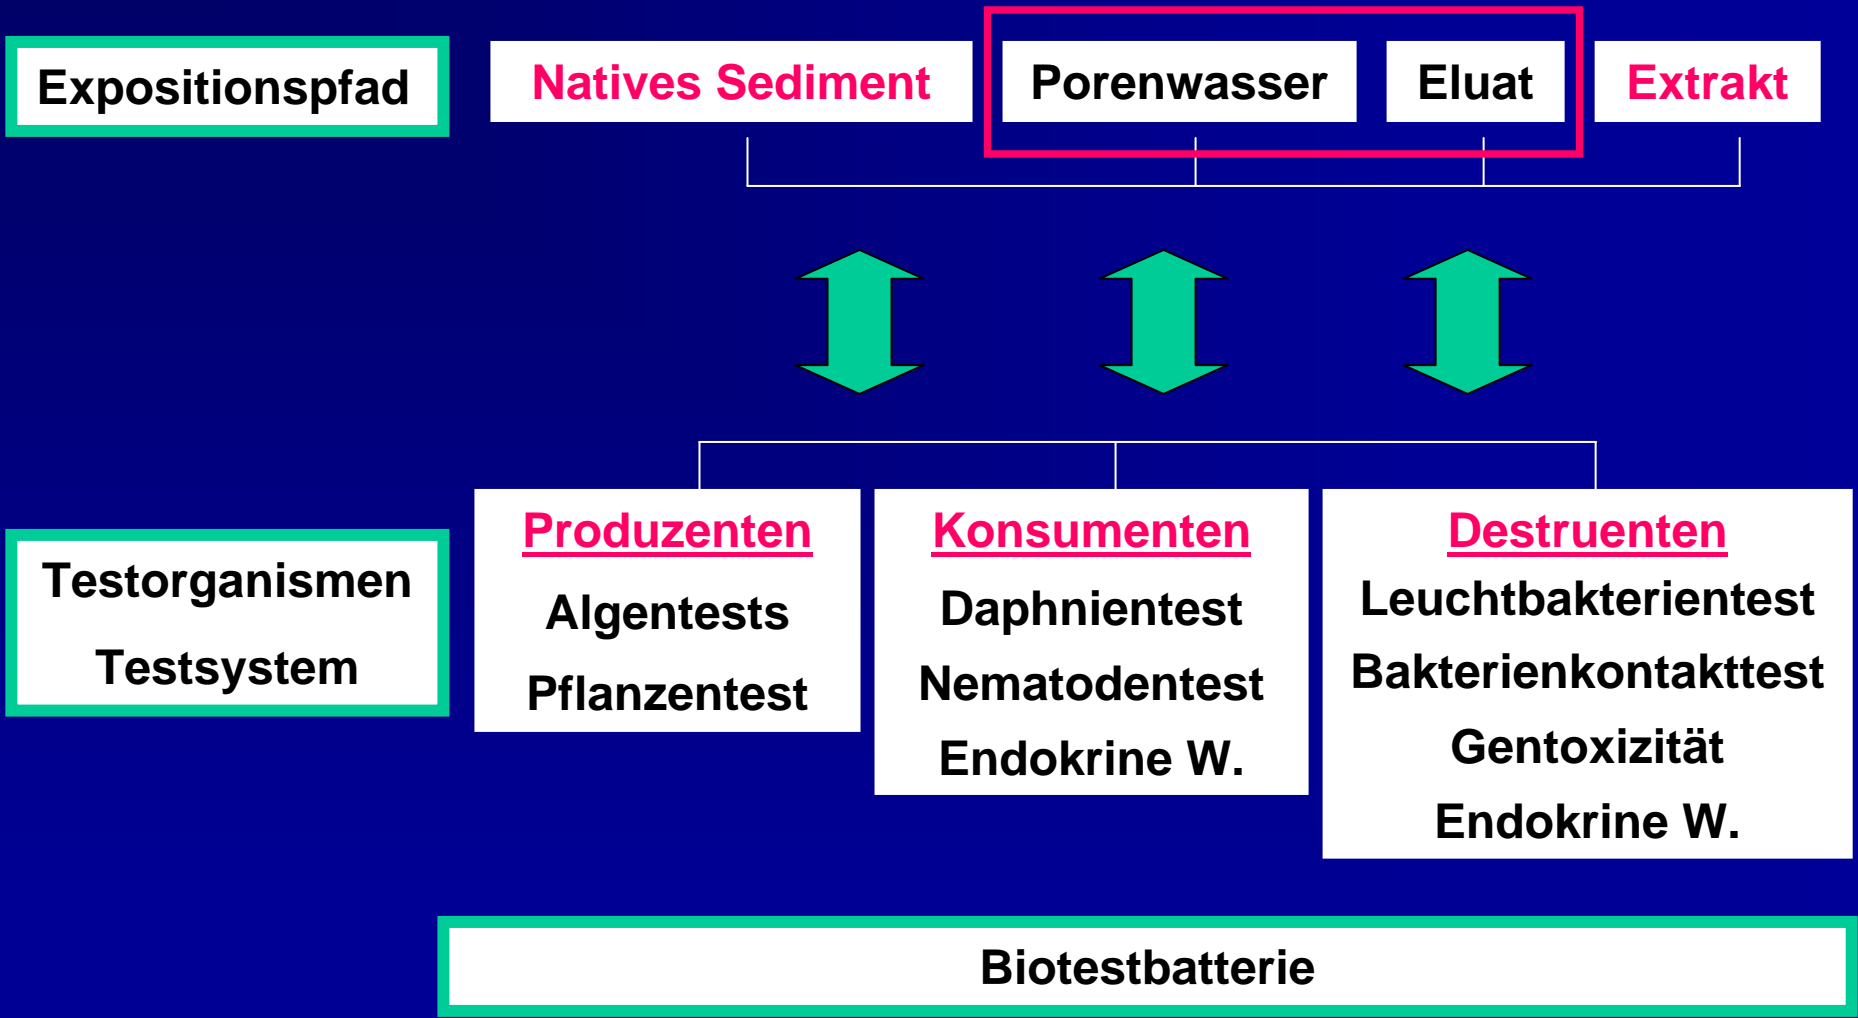 Expositionspfad
Natives Sediment
Porenwasser
Eluat
Extrakt
Testorganismen
Testsystem
Produzenten
Algentests
Pflanzentest
Konsumenten
Daphnientest
Nematodentest
Endokrine W.
Destruenten
Leuchtbakterientest
Bakterienkontakttest
Gentoxizität
Endokrine W.
Biotestbatterie